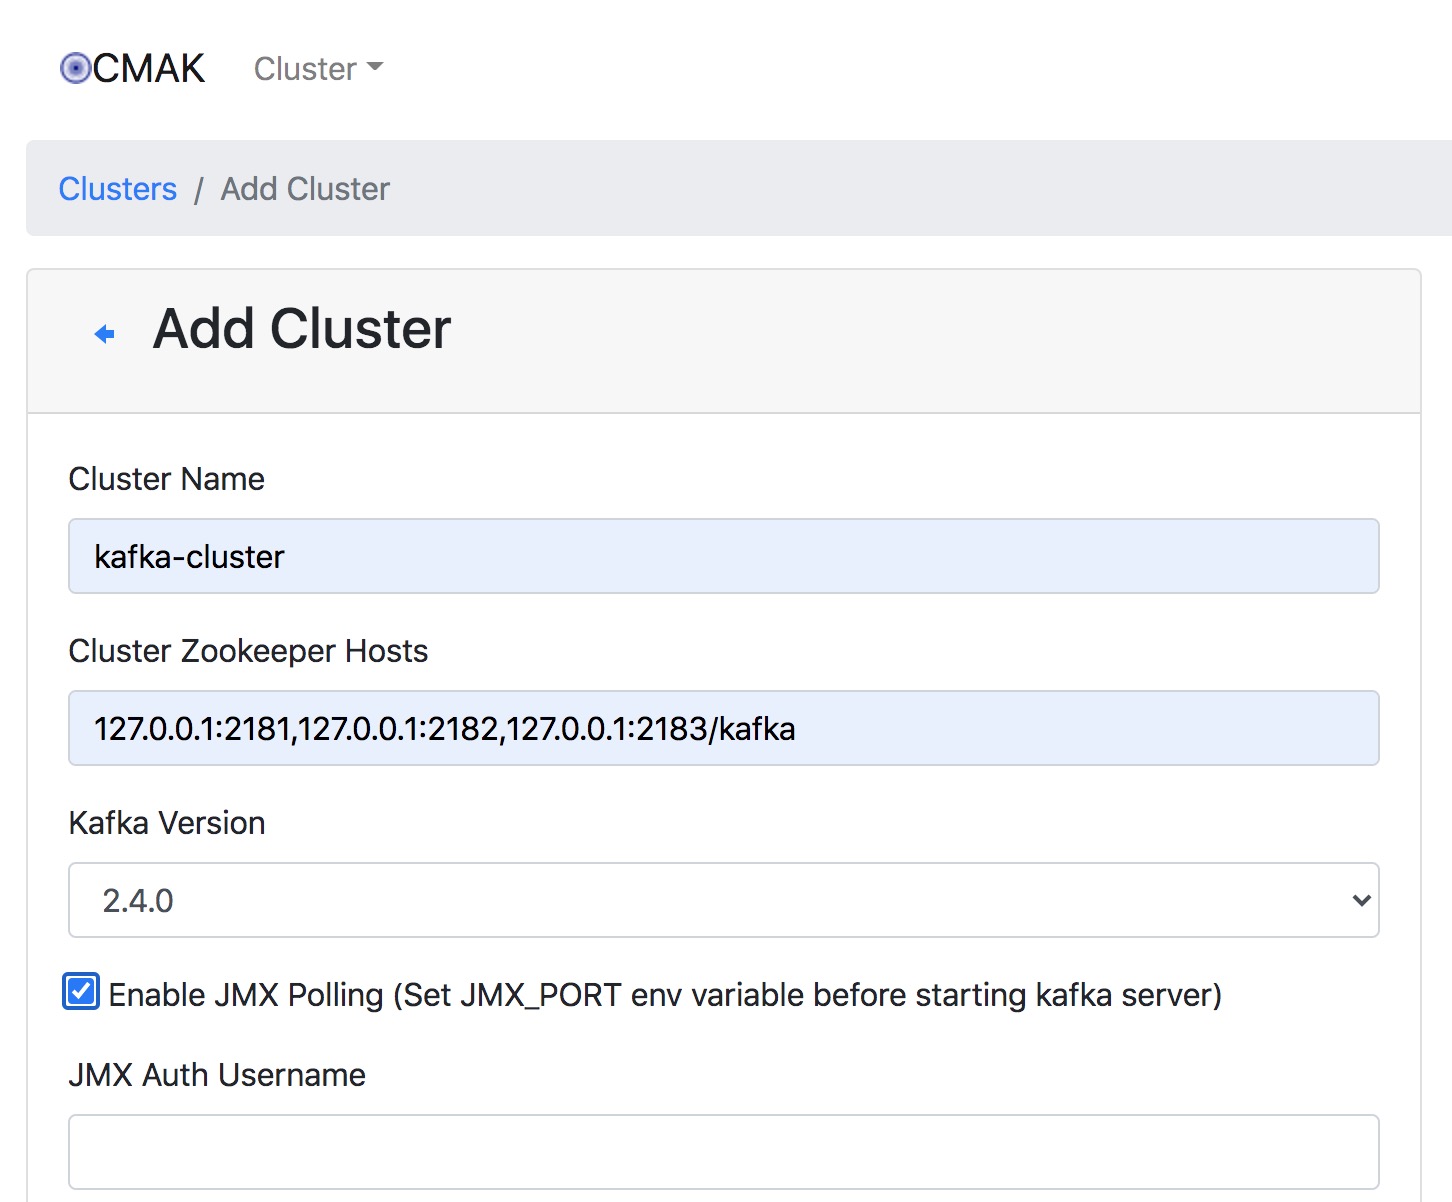 CMAK Cluster
Clusters / Add Cluster
Add Cluster
Cluster Name
kafka-cluster
Cluster Zookeeper Hosts
127.0.0.1:2181,127.0.0.1:2182,127.0.0.1:2183/kafka
Kafka Version
2.4.0
Enable JMX Polling (Set JMX_PORT env variable before starting kafka server)
JMX Auth Username